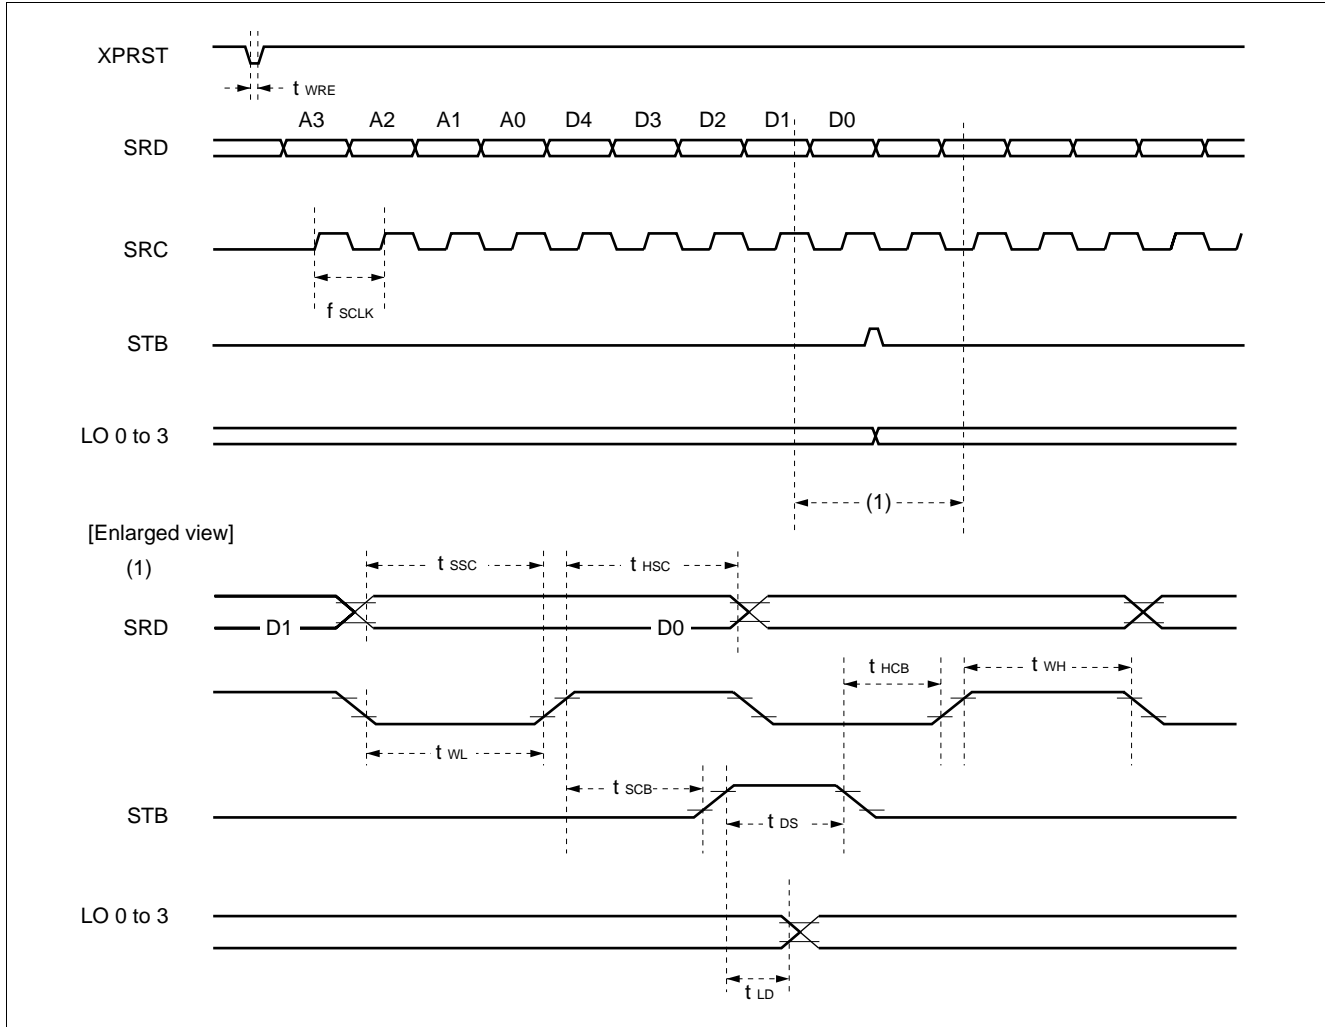 XPRST
t WRE
A3 A2 A1 A0 D4 D3 D2 D1 D0
SRD
SRC
f SCLK
STB
LO 0 to 3
(1)
[Enlarged view]
(1)
t SSC
t HSC
SRD
D1
D0
t HCB
t WH
t WL
t SCB
STB
t DS
LO 0 to 3
t LD